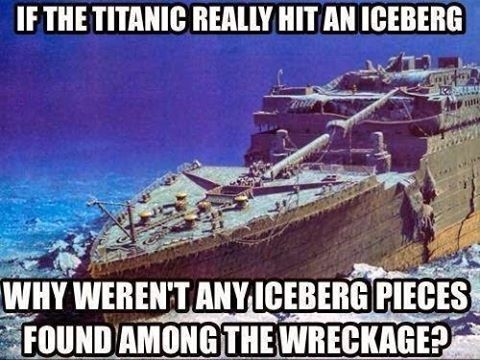 IF THE TITANIC REALLY HIT AN ICEBERG
WHY WEREN'T ANY ICEBERG PIECES
FOUND AMONG THE WRECKAGE?